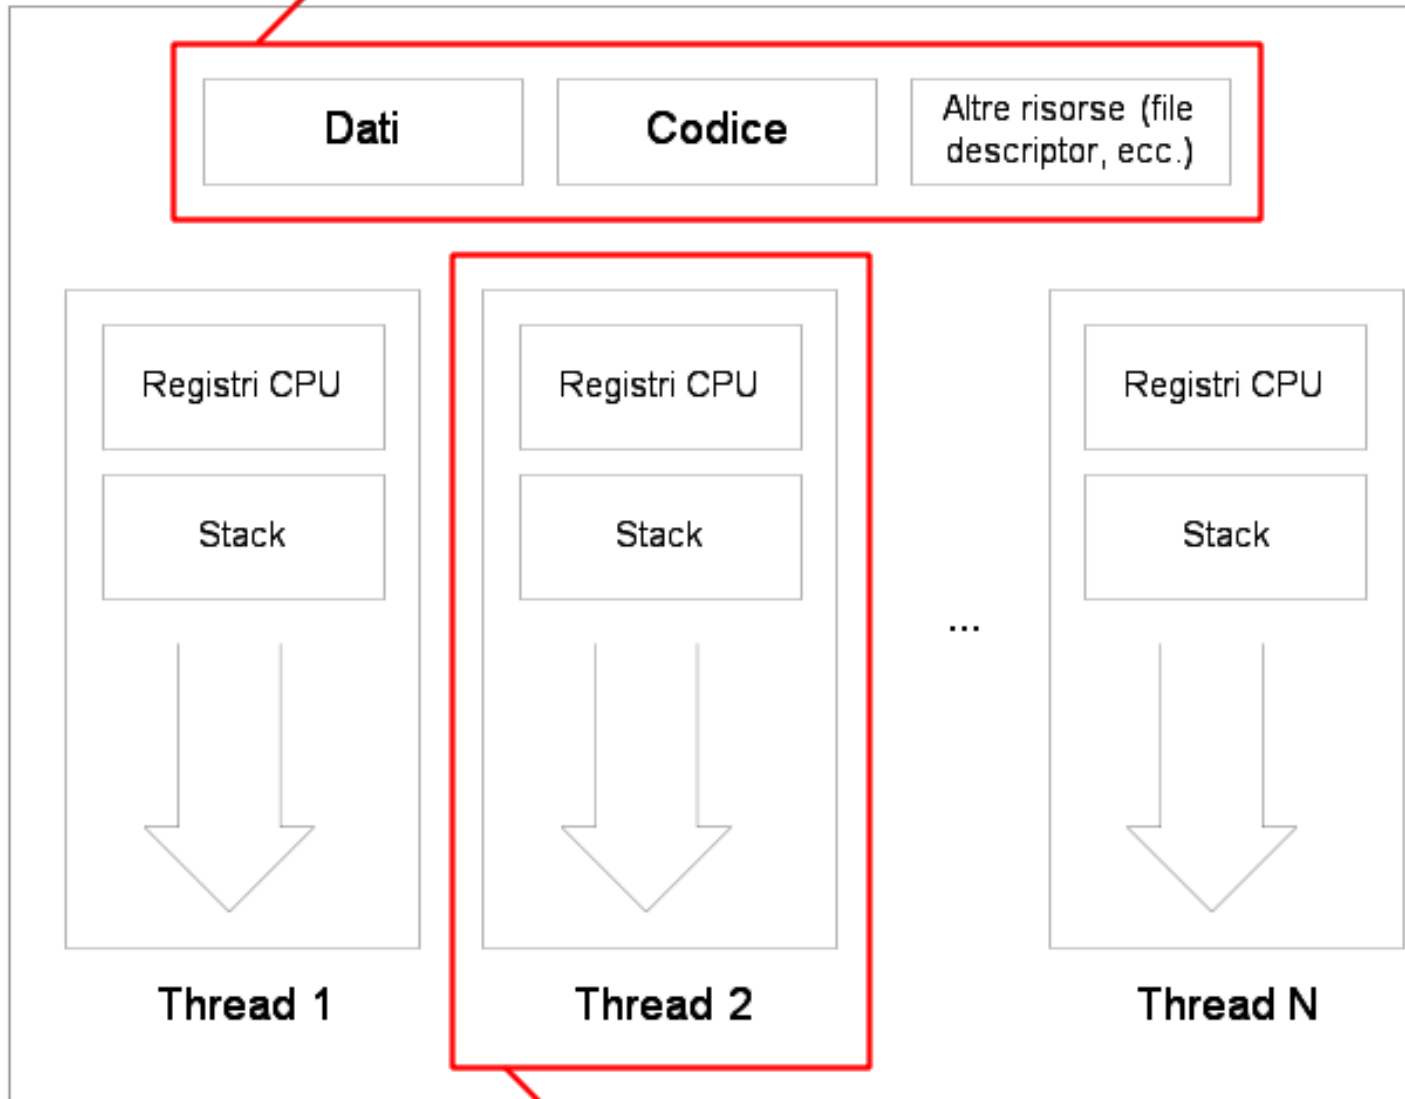 Dati
Codice
Altre risorse (file
descriptor, ecc.)
Registri CPU
Stack
Thread 1
Registri CPU
Stack
Thread 2
...
Registri CPU
Stack
Thread N